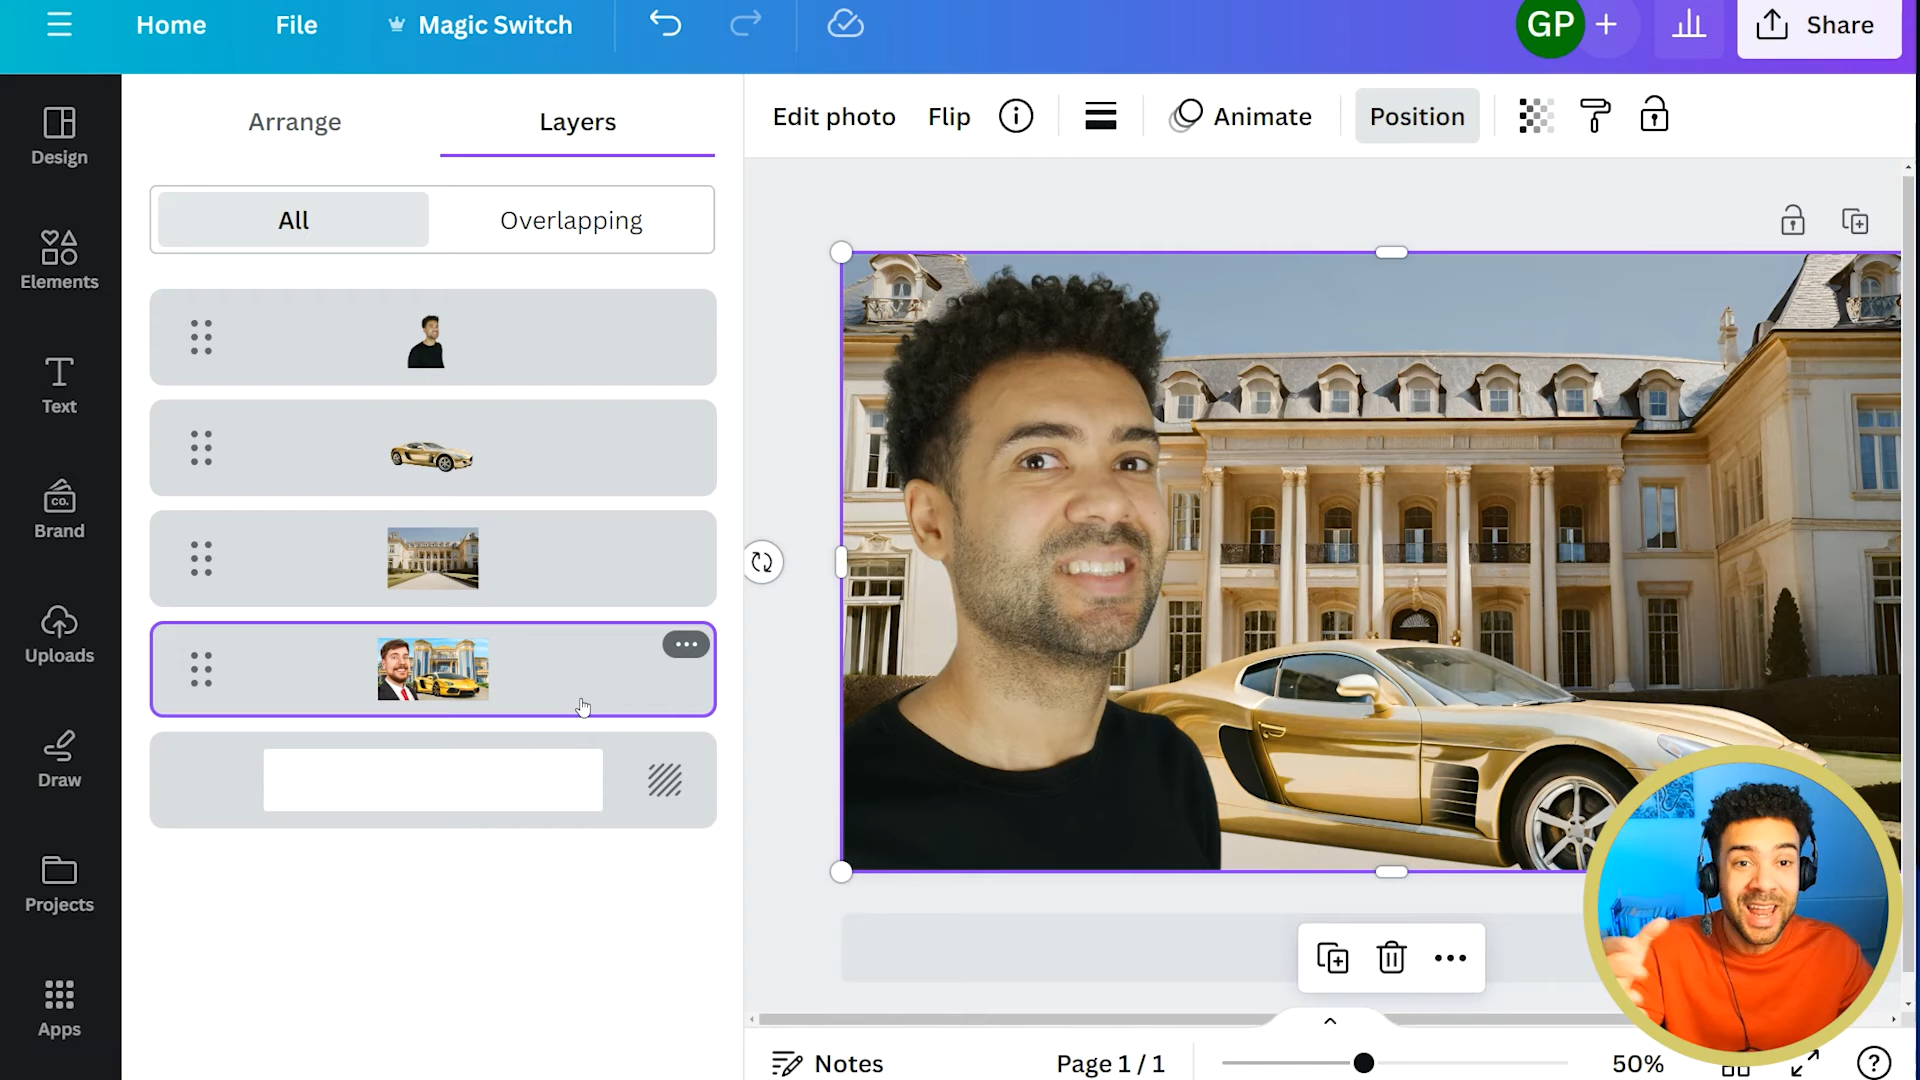 Home File Magic Switch GP + Share
Design
Elements
Text
Brand
CO.
Uploads
Draw
Projects
Apps
Arrange Layers
All Overlapping
Edit photo Flip Animate Position
Notes Page 1 / 1 50% ?